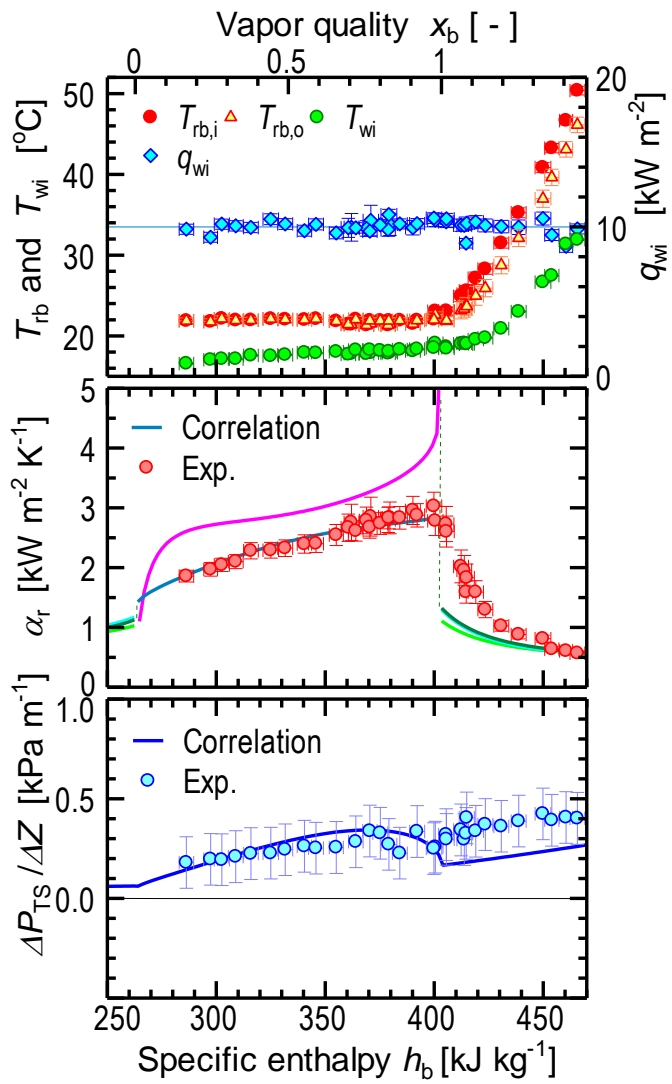 Vapor quality x_b [ - ]
0 0.5 1
50 20
T_rb,i T_rb,o T_wi
q_wi
40
30 10
20
0
T_rb and T_wi [°C]
q_wi [kW m⁻²]
5
Correlation
4
Exp.
3
2
1
0
α_r [kW m⁻² K⁻¹]
1.0
Correlation
Exp.
0.5
0.0
ΔP_TS /ΔZ [kPa m⁻¹]
250 300 350 400 450
Specific enthalpy h_b [kJ kg⁻¹]